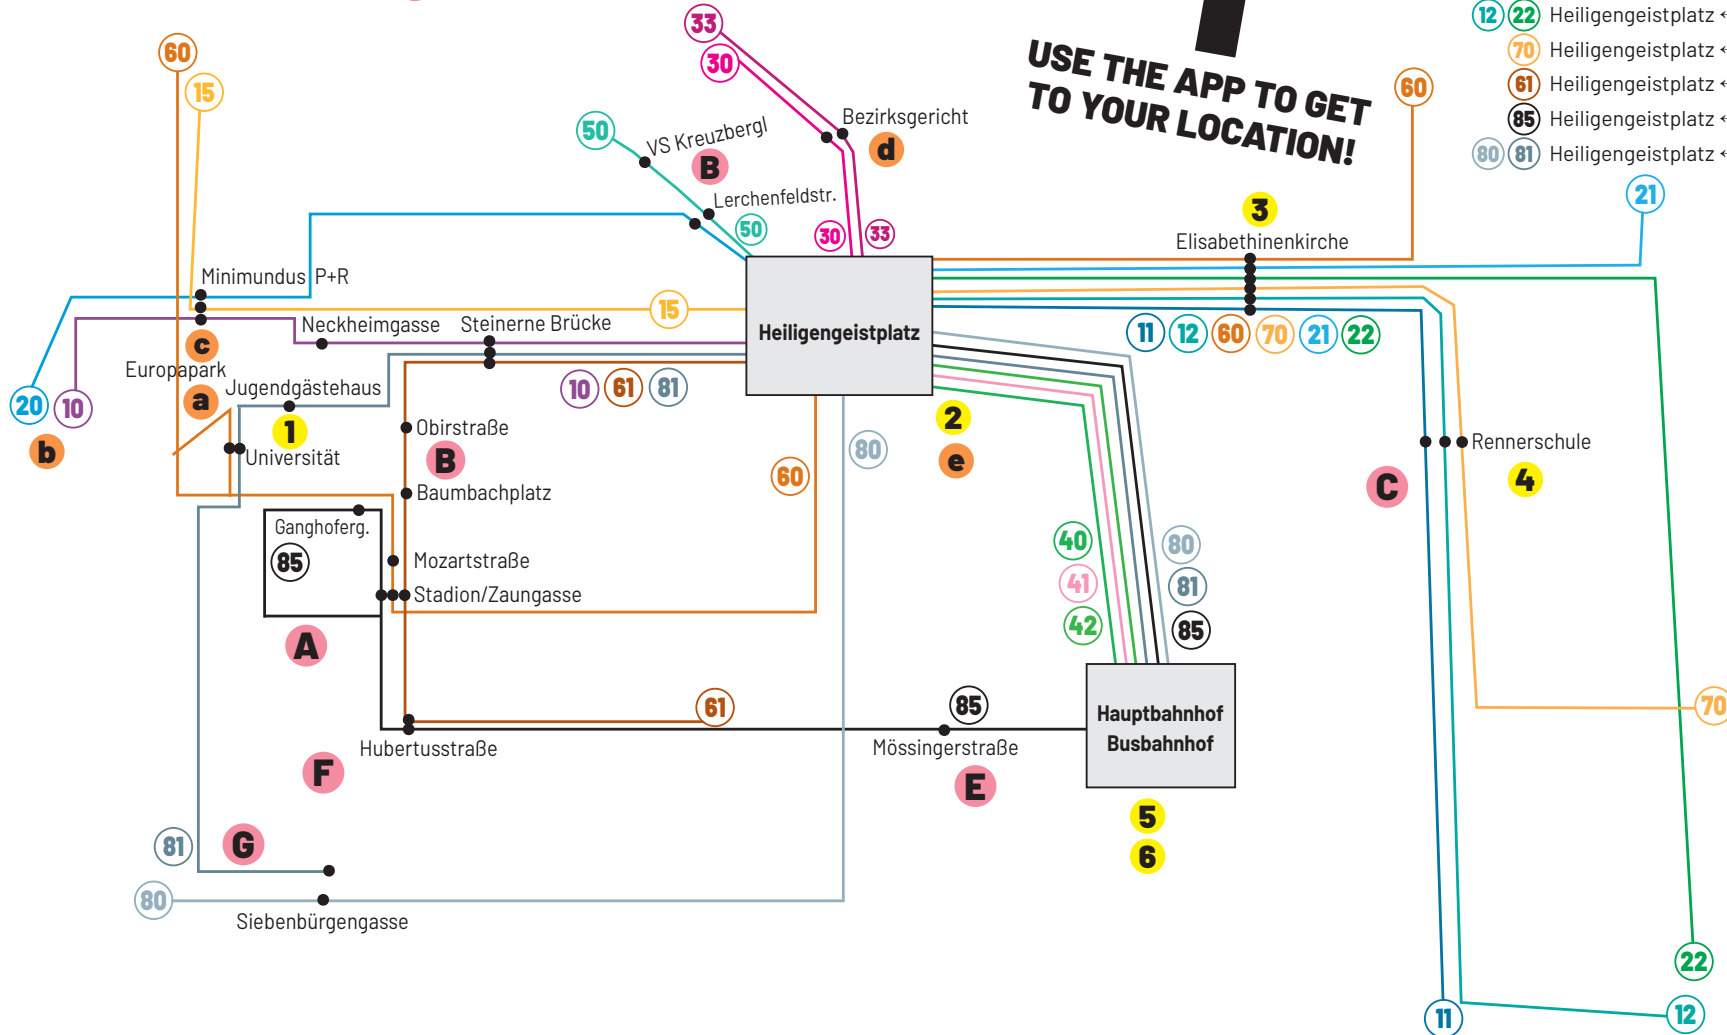 33
12 22 Heiligengeistplatz
60
70 Heiligengeistplatz
30
USE THE APP TO GET
TO YOUR LOCATION!
61 Heiligengeistplatz
60
15
85 Heiligengeistplatz
50
VS Kreuzbergl
B
Bezirksgericht
d
80 81 Heiligengeistplatz
21
Lerchenfeldstr.
50
30
33
3
Elisabethinenkirche
Minimundus P+R
15
Neckheimgasse
Steinerne Brücke
Heiligengeistplatz
11 12 60 70 21 22
c
Europapark
a
Jugendgästehaus
1
10 61 81
20 10
b
Universität
Obirstraße
B
2
e
80
60
Rennerschule
4
C
Baumbachplatz
Ganghoferg.
85
Mozartstraße
Stadion/Zaungasse
40
41
42
80
81
85
A
61
85
Hauptbahnhof
Busbahnhof
70
Hubertusstraße
Mössingerstraße
F
E
5
6
81
G
80
Siebenbürgengasse
22
11
12